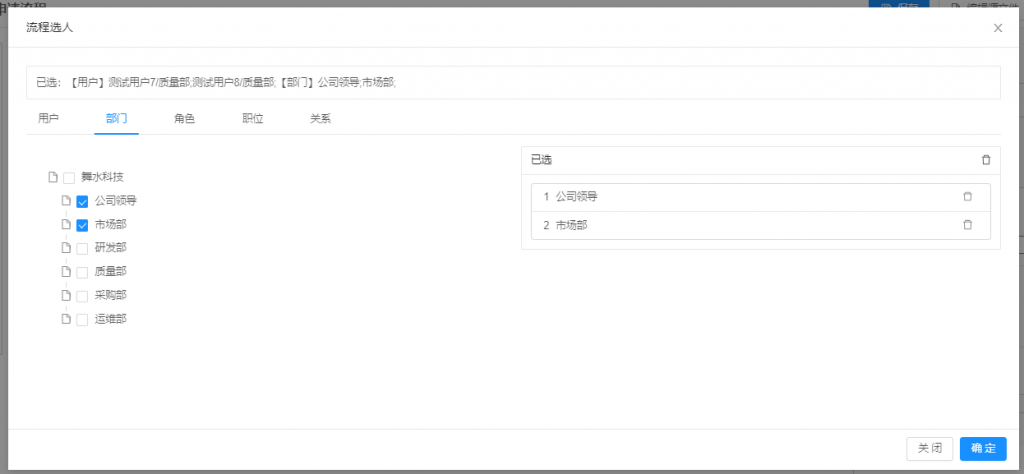 流程选人
已选：【用户】测试用户7/质量部;测试用户8/质量部;【部门】公司领导;市场部;
用户 部门 角色 职位 关系
已选
舞水科技
1 公司领导
公司领导
2 市场部
市场部
研发部
质量部
采购部
运维部
关 闭 确 定